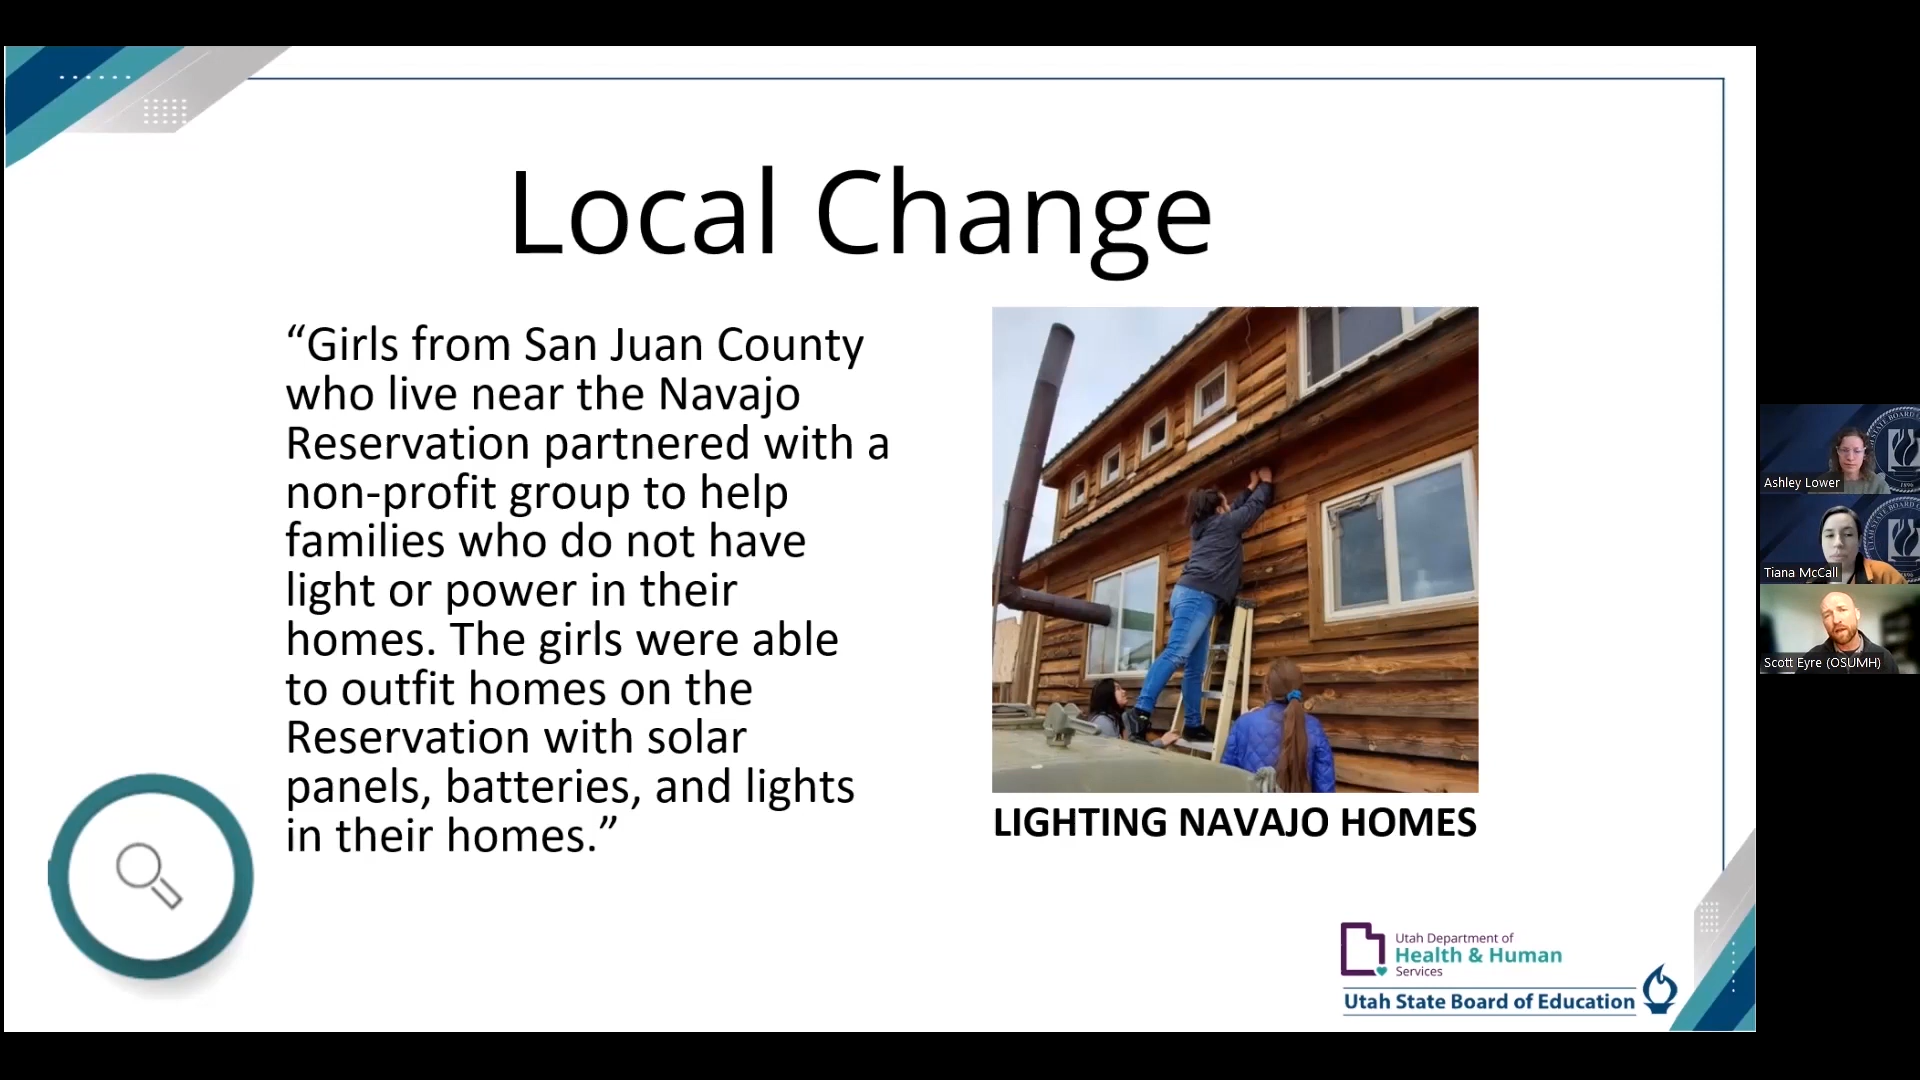 Local Change
“Girls from San Juan County
who live near the Navajo
Reservation partnered with a
non-profit group to help
families who do not have
light or power in their
homes. The girls were able
to outfit homes on the
Reservation with solar
panels, batteries, and lights
in their homes.”
LIGHTING NAVAJO HOMES
Utah Department of
Health & Human
Services
Utah State Board of Education
Ashley Lower
Tiana McCall
Scott Eyre (OSUMH)